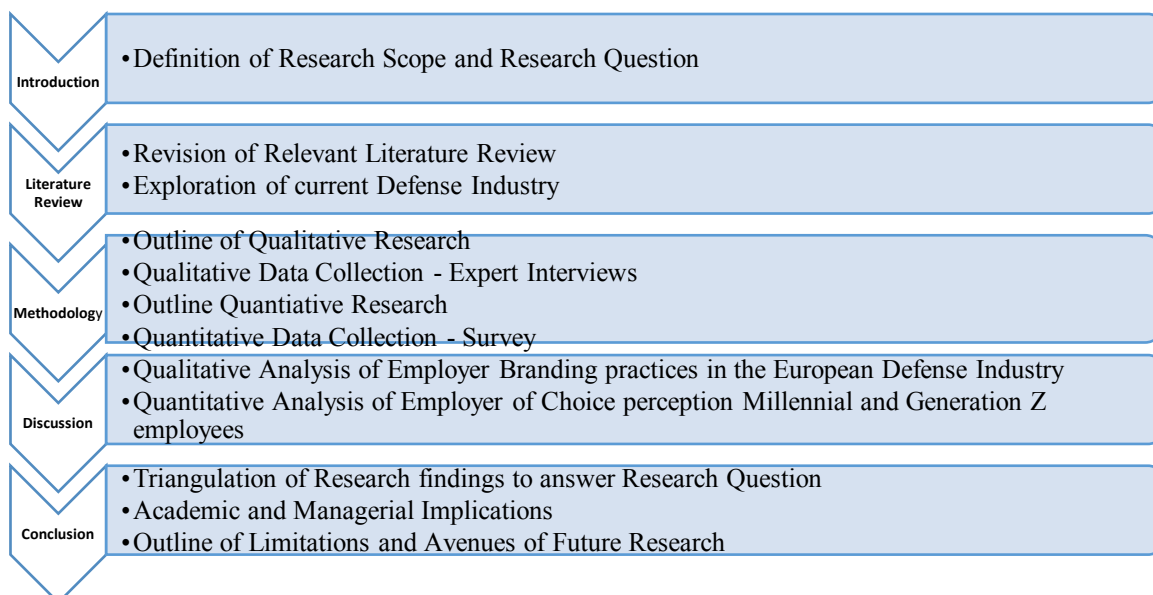 Introduction
•Definition of Research Scope and Research Question
Literature
Review
•Revision of Relevant Literature Review
•Exploration of current Defense Industry
Methodology
•Outline of Qualitative Research
•Qualitative Data Collection - Expert Interviews
•Outline Quantiative Research
•Quantitative Data Collection - Survey
Discussion
•Qualitative Analysis of Employer Branding practices in the European Defense Industry
•Quantitative Analysis of Employer of Choice perception Millennial and Generation Z
employees
Conclusion
•Triangulation of Research findings to answer Research Question
•Academic and Managerial Implications
•Outline of Limitations and Avenues of Future Research